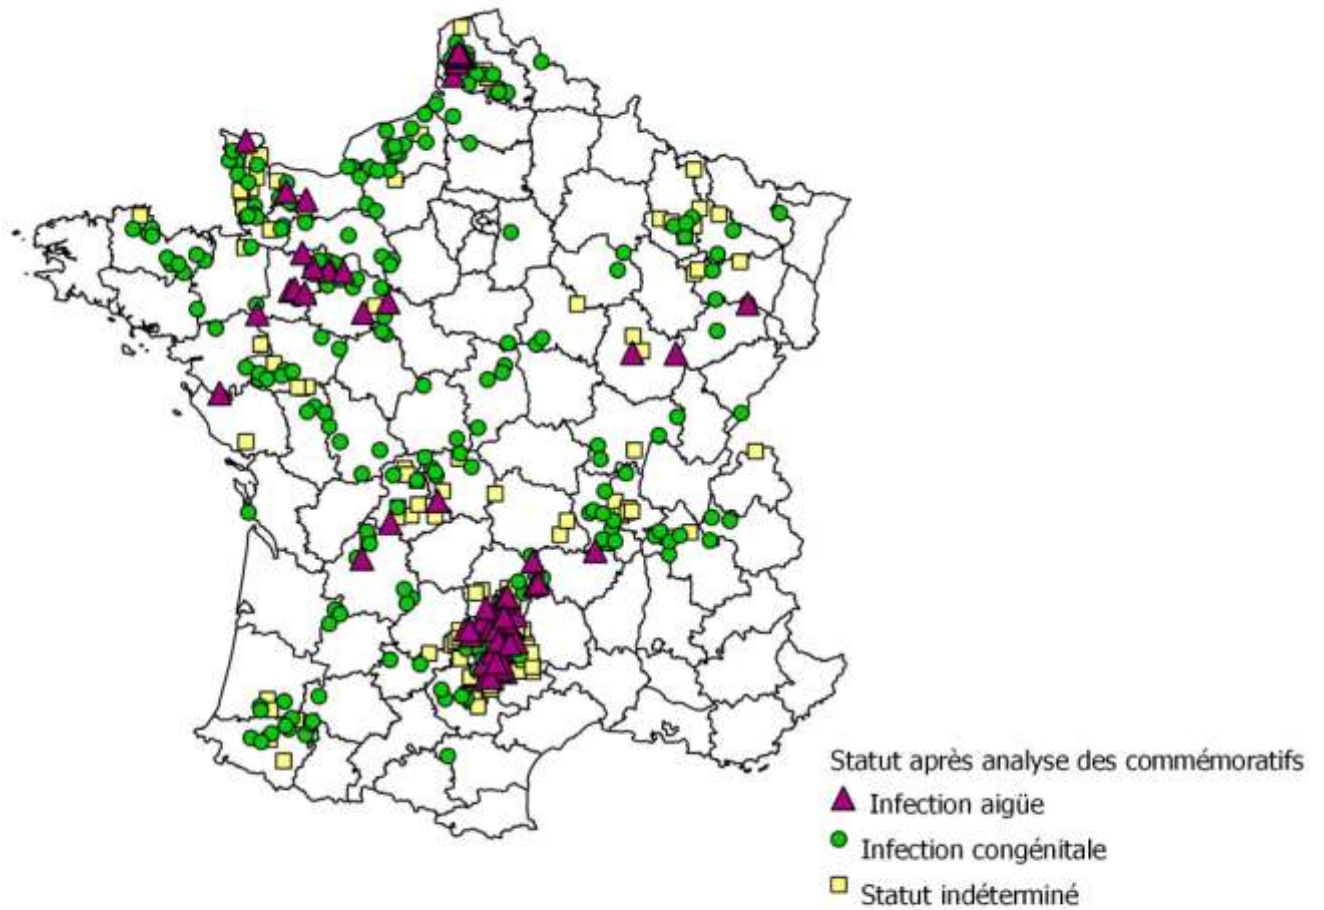 Statut après analyse des commémoratifs
Infection aigüe
Infection congénitale
Statut indéterminé